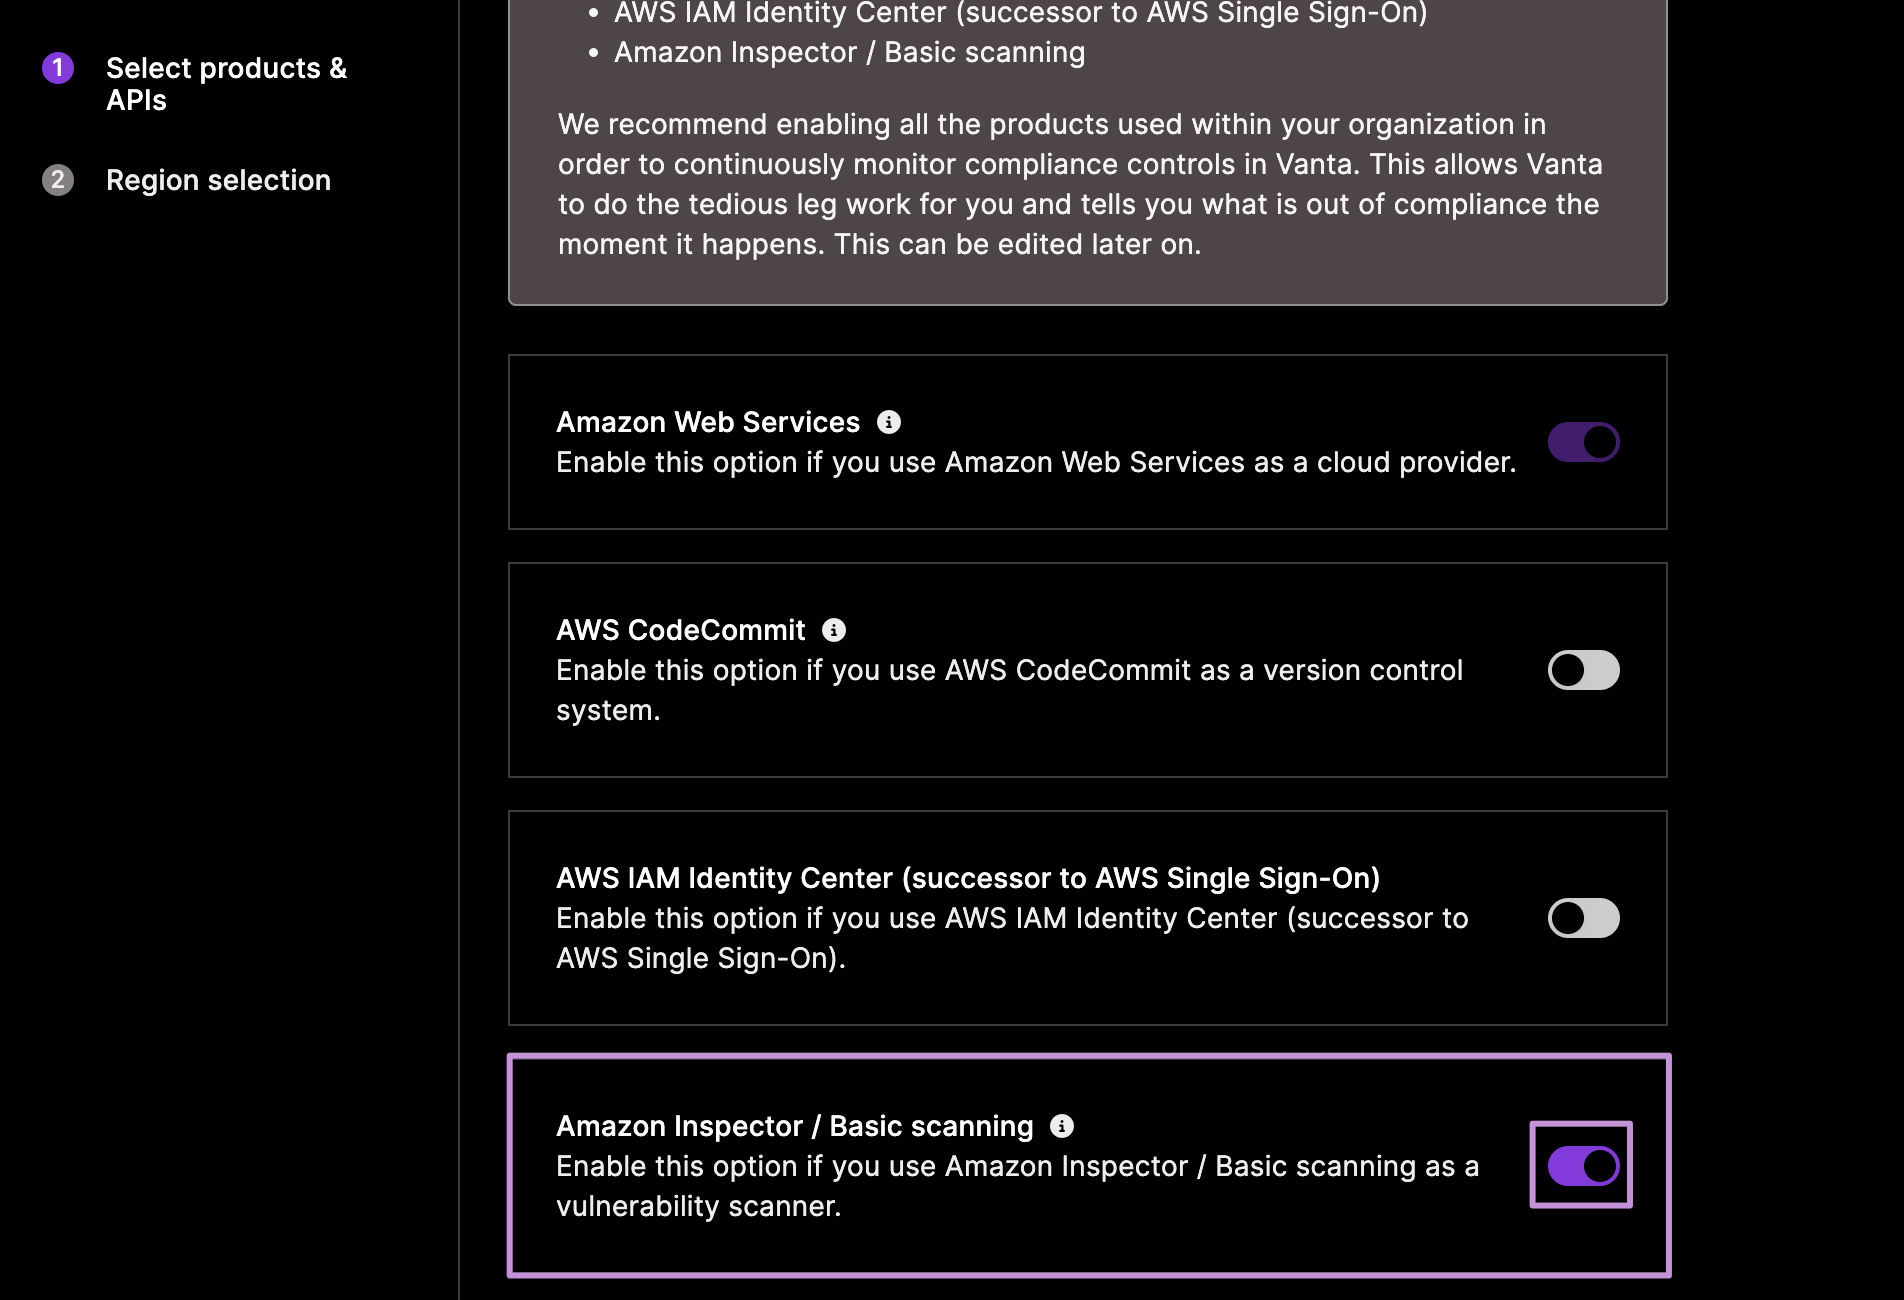 1
Select products &
APIs
2
Region selection
• AWS IAM Identity Center (successor to AWS Single Sign-On)
• Amazon Inspector / Basic scanning
We recommend enabling all the products used within your organization in
order to continuously monitor compliance controls in Vanta. This allows Vanta
to do the tedious leg work for you and tells you what is out of compliance the
moment it happens. This can be edited later on.
Amazon Web Services
Enable this option if you use Amazon Web Services as a cloud provider.
AWS CodeCommit
Enable this option if you use AWS CodeCommit as a version control
system.
AWS IAM Identity Center (successor to AWS Single Sign-On)
Enable this option if you use AWS IAM Identity Center (successor to
AWS Single Sign-On).
Amazon Inspector / Basic scanning
Enable this option if you use Amazon Inspector / Basic scanning as a
vulnerability scanner.